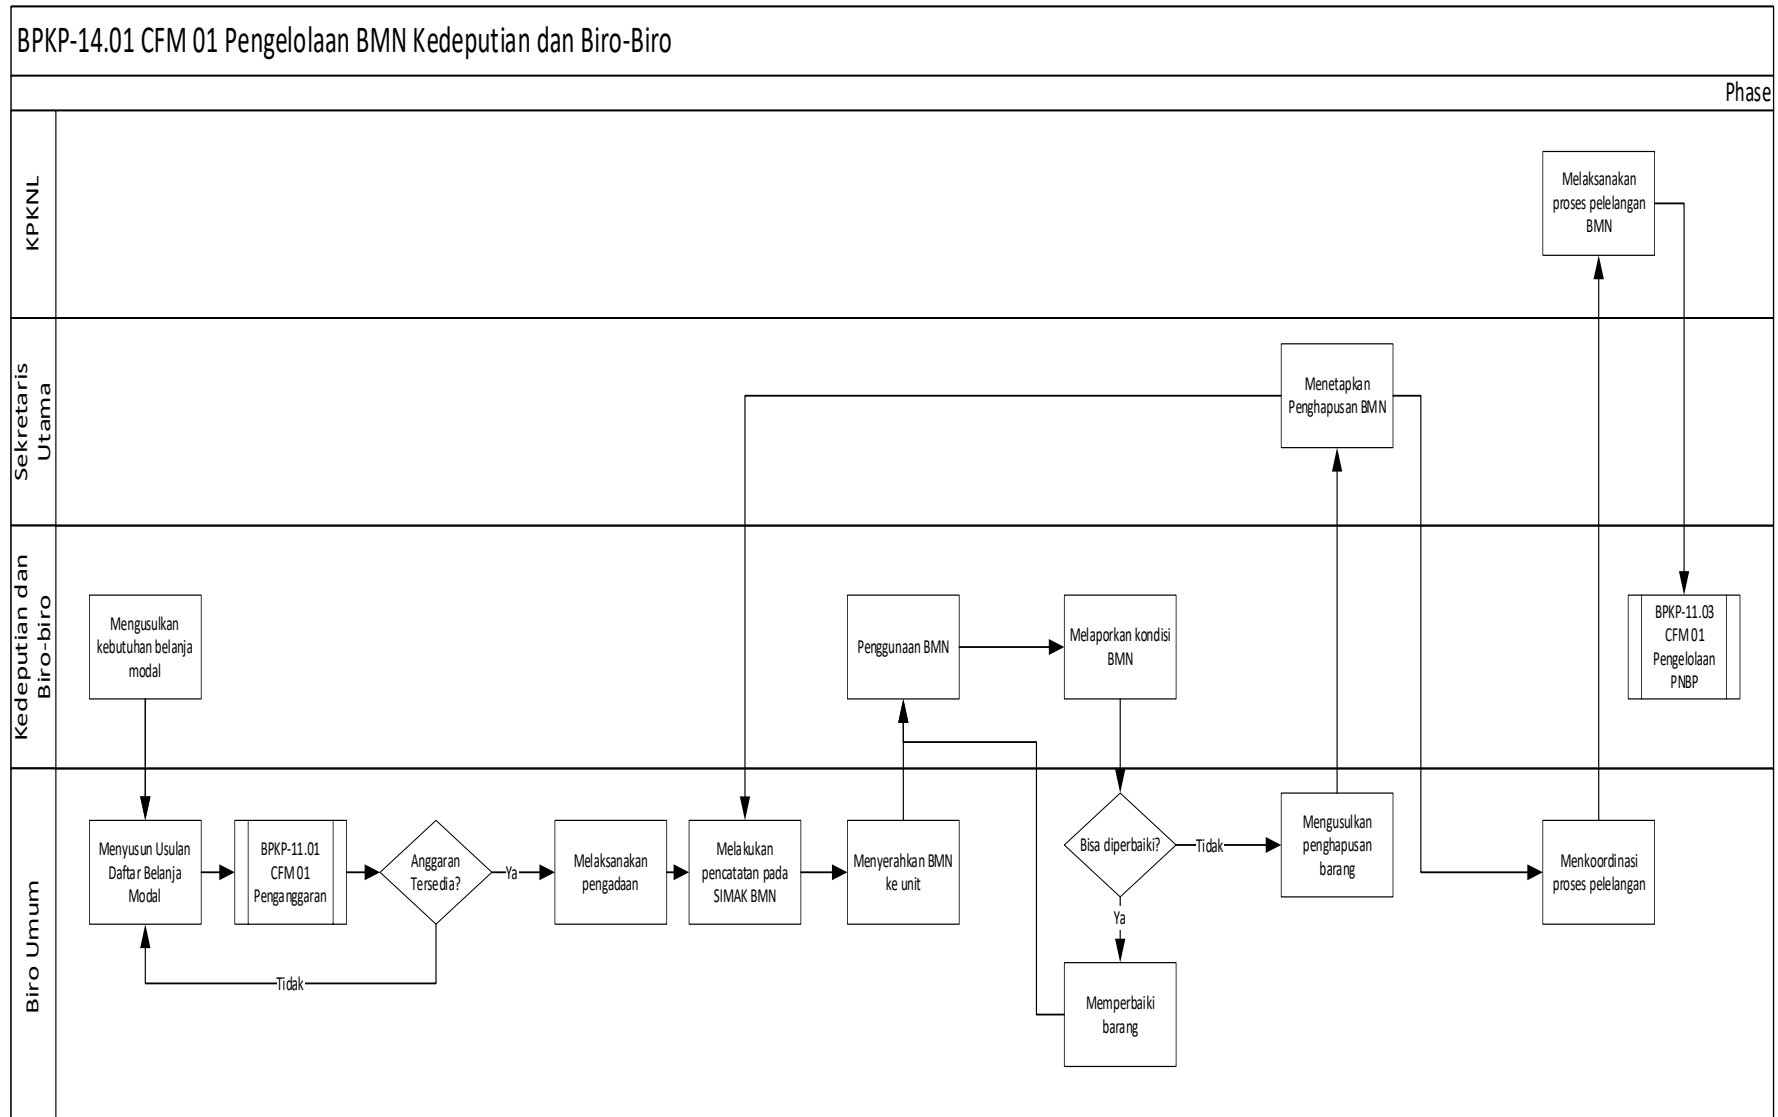 BPKP-14.01 CFM 01 Pengelolaan BMN Kedeputian dan Biro-Biro
Phase
KPKNL
Melaksanakan
proses pelelangan
BMN
Sekretaris
Utama
Menetapkan
Penghapusan BMN
Kedeputian dan
Biro-biro
Mengusulkan
kebutuhan belanja
modal
Penggunaan BMN
Melaporkan kondisi
BMN
BPKP-11.03
CFM 01
Pengelolaan
PNBP
Biro Umum
Menyusun Usulan
Daftar Belanja
Modal
BPKP-11.01
CFM 01
Penganggaran
Anggaran
Tersedia?
Ya
Tidak
Melaksanakan
pengadaan
Melakukan
pencatatan pada
SIMAK BMN
Menyerahkan BMN
ke unit
Bisa diperbaiki?
Tidak
Ya
Memperbaiki
barang
Mengusulkan
penghapusan
barang
Menkoordinasi
proses pelelangan